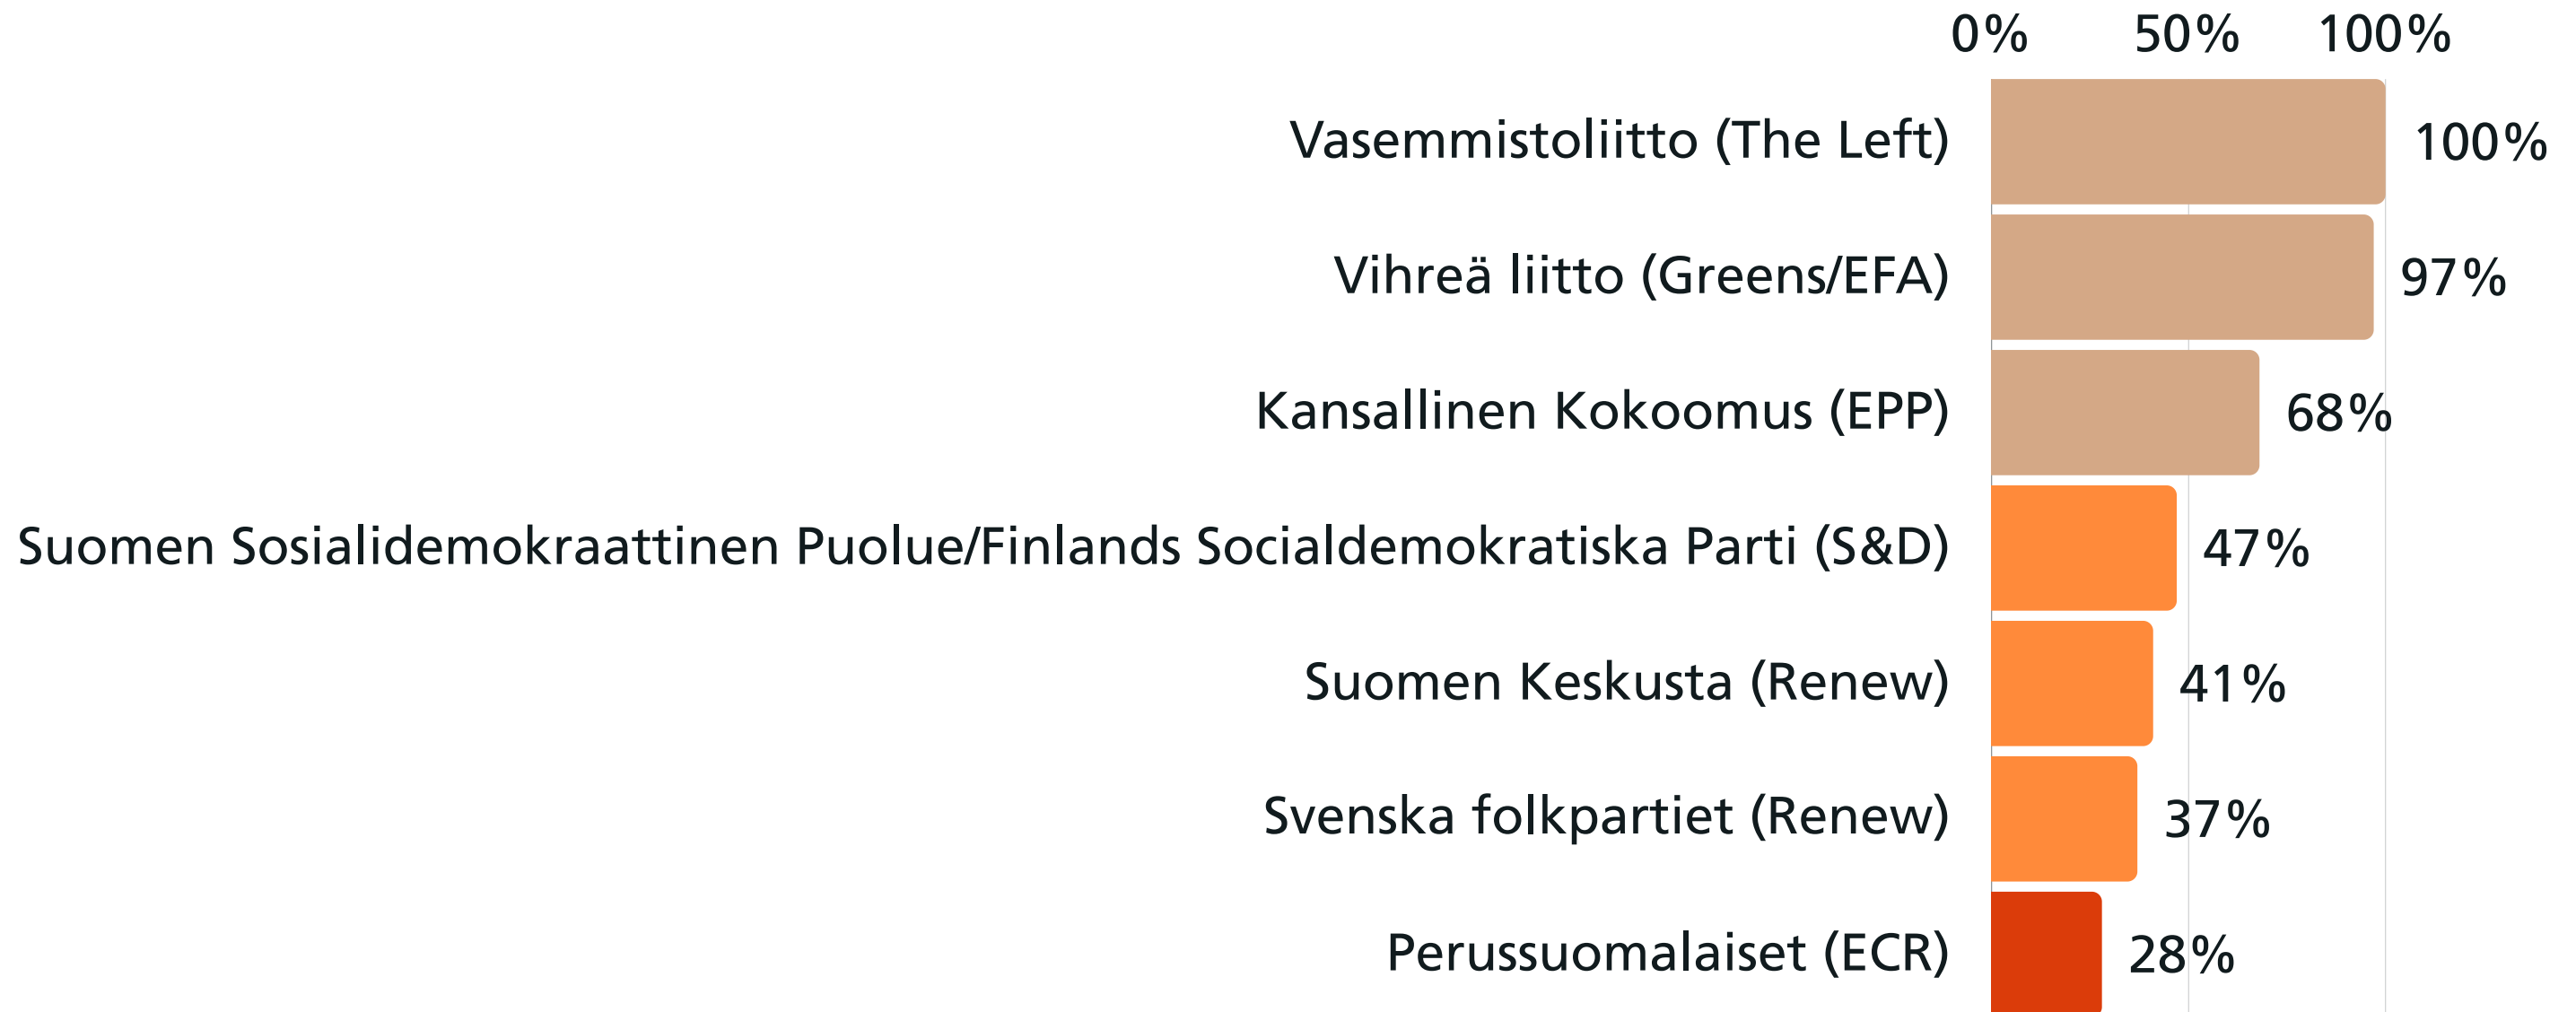 0% 50% 100%
Vasemmistoliitto (The Left) 100%
Vihreä liitto (Greens/EFA) 97%
Kansallinen Kokoomus (EPP) 68%
Suomen Sosialidemokraattinen Puolue/Finlands Socialdemokratiska Parti (S&D) 47%
Suomen Keskusta (Renew) 41%
Svenska folkpartiet (Renew) 37%
Perussuomalaiset (ECR) 28%